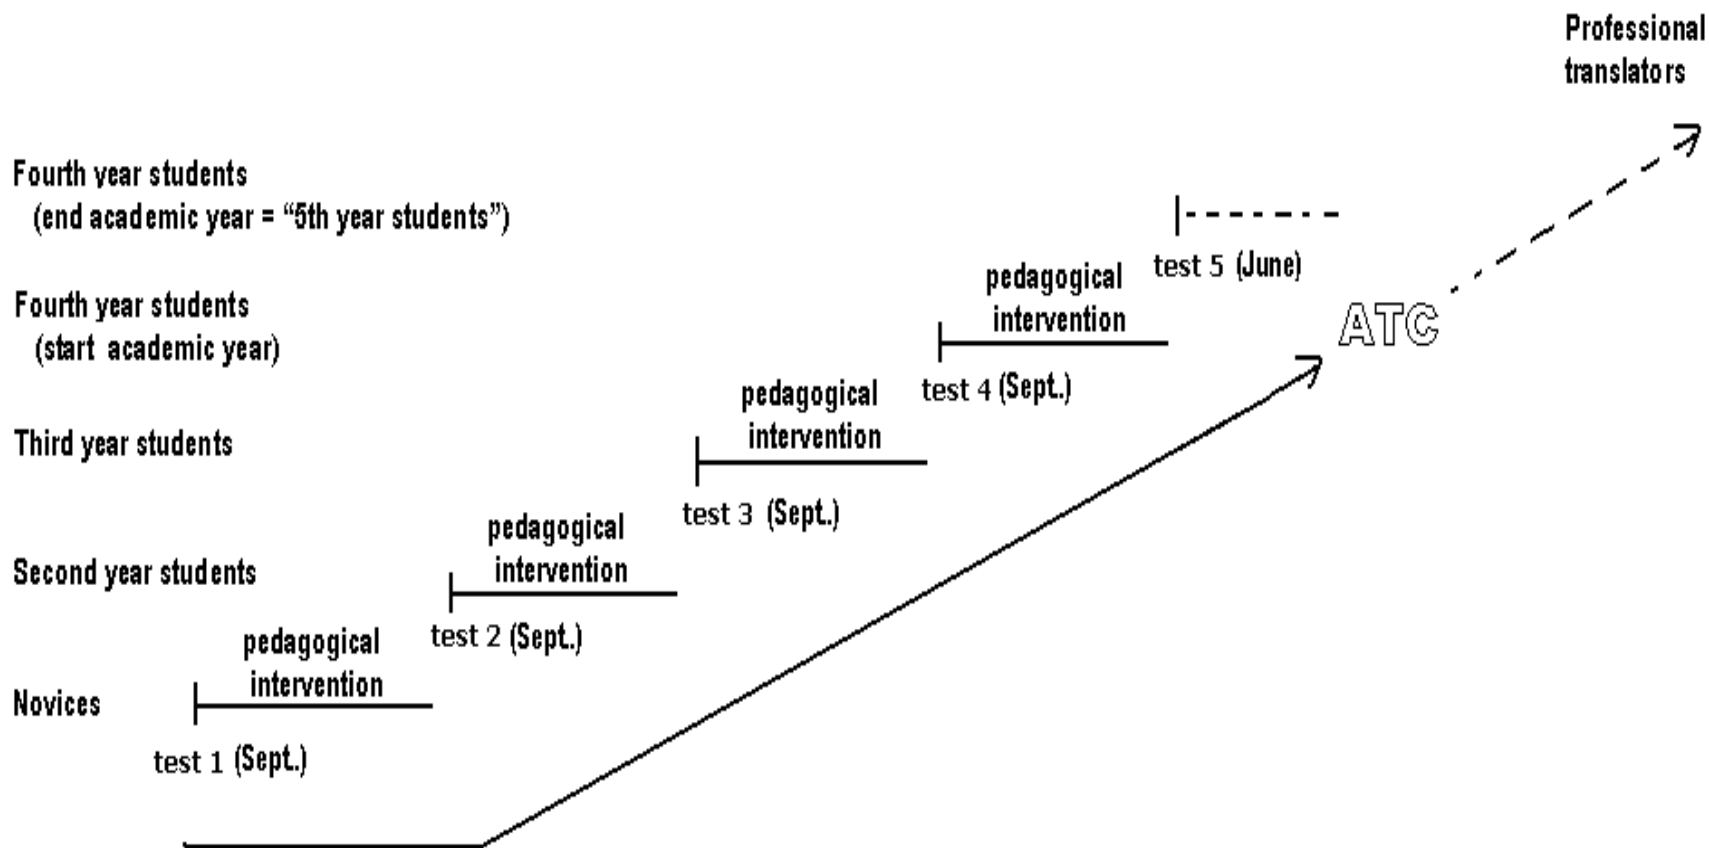 Professional
translators
Fourth year students
(end academic year = “5th year students”)
test 5 (June)
pedagogical
intervention
Fourth year students
(start academic year)
ATC
test 4 (Sept.)
pedagogical
intervention
Third year students
test 3 (Sept.)
pedagogical
intervention
Second year students
test 2 (Sept.)
pedagogical
intervention
Novices
test 1 (Sept.)